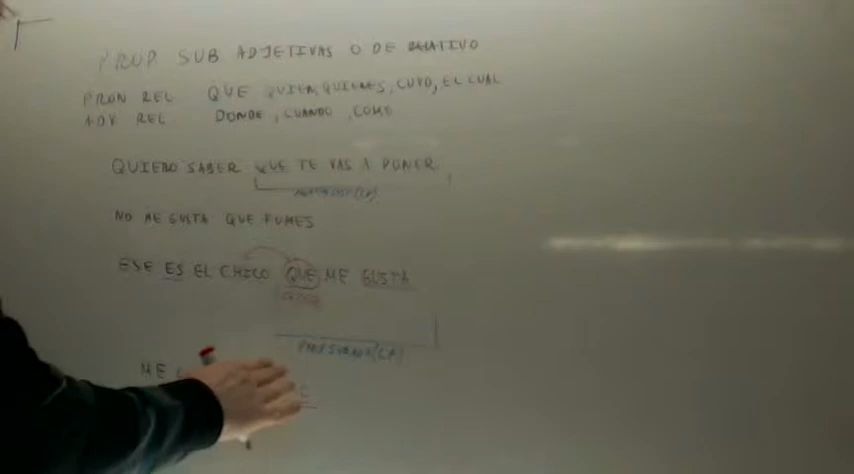 PROP SUB ADJETIVAS O DE RELATIVO
PRON REL QUE QUIEN, QUIENES, CUYO, EL CUAL
ADV REL DONDE, CUANDO, COMO
QUIERO SABER QUE TE VAS A PONER
NO ME GUSTA QUE FUMES
ESE ES EL CHICO QUE ME GUSTA
ME